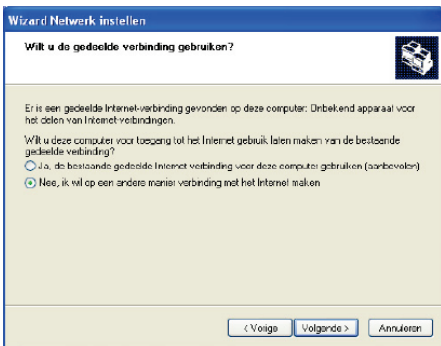 Wizard Netwerk instellen
Wilt u de gedeelde verbinding gebruiken?
Er is een gedeelde Internet-verbinding gevonden op deze computer: Onbekend apparaat voor
het delen van Internet-verbindingen.
Wilt u deze computer voor toegang tot het Internet gebruik laten maken van de bestaande
gedeelde verbinding?
Ja, de bestaande gedeelde Internet verbinding voor deze computer gebruiken (aanbevolen)
Nee, ik wil op een andere manier verbinding met het Internet maken
< Vorige Volgende > Annuleren